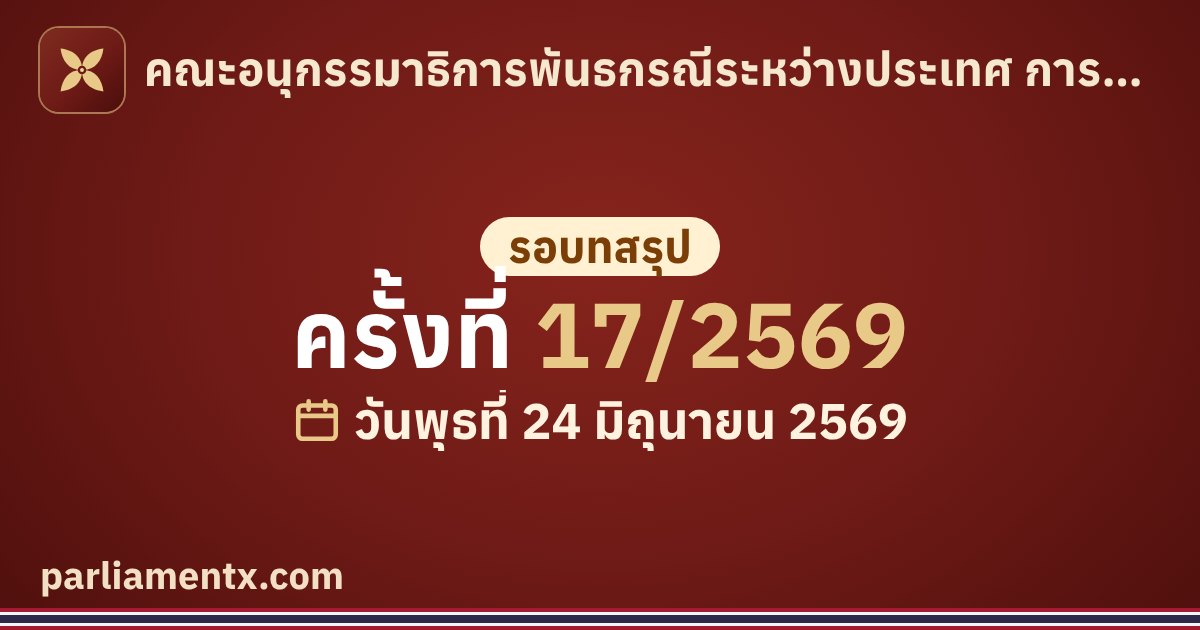 คณะอนุกรรมาธิการพันธกรณีระหว่างประเทศ การ...
รอบทสรุป
ครั้งที่ 17/2569
วันพุธที่ 24 มิถุนายน 2569
parliamentx.com